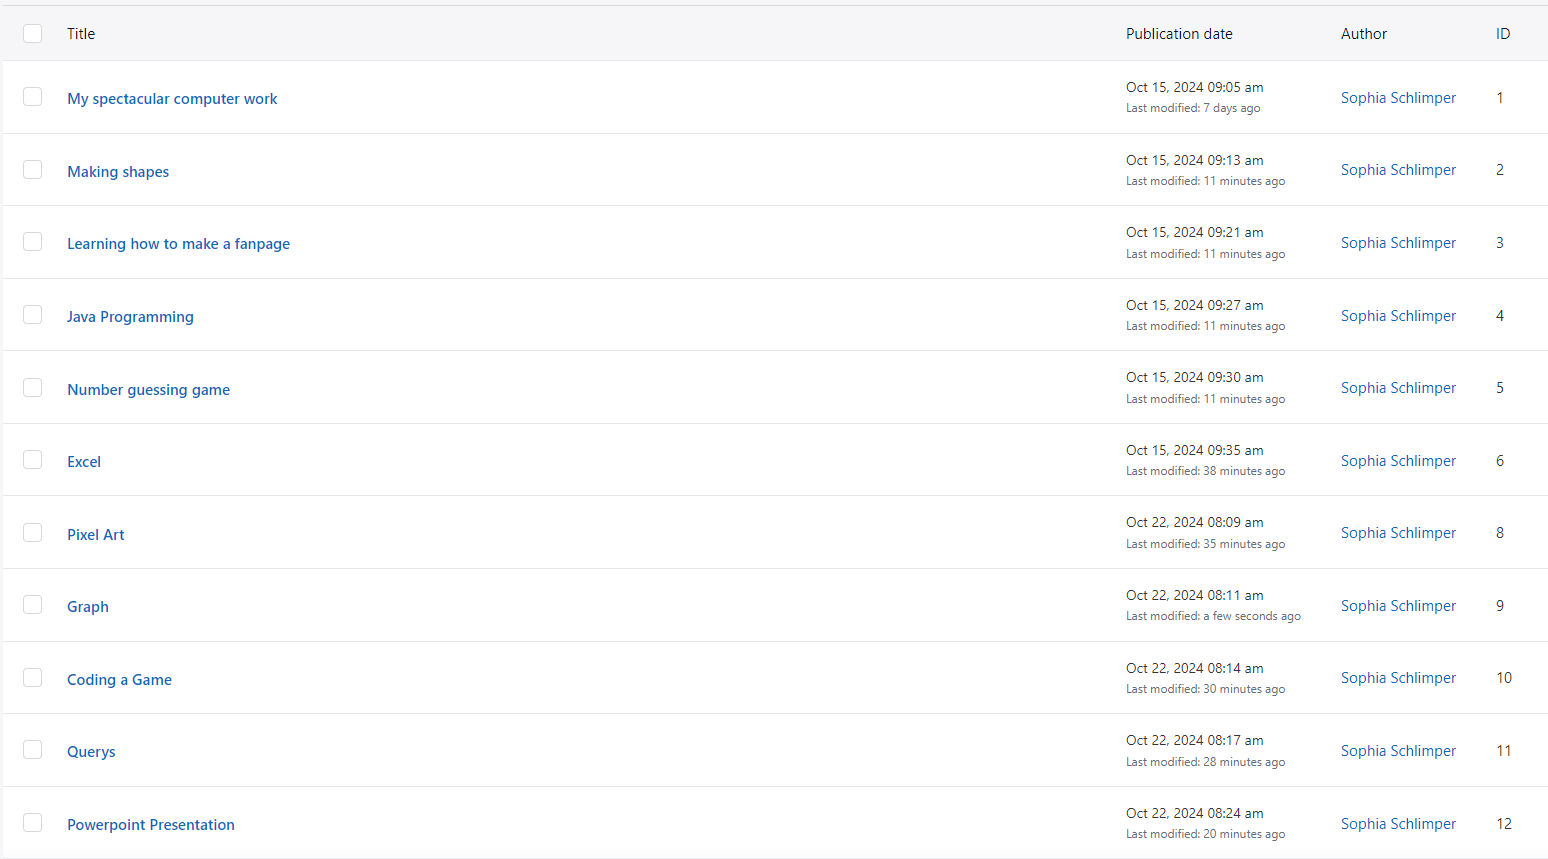 Title Publication date Author ID
My spectacular computer work Oct 15, 2024 09:05 am Sophia Schlimper 1
Last modified: 7 days ago
Making shapes Oct 15, 2024 09:13 am Sophia Schlimper 2
Last modified: 11 minutes ago
Learning how to make a fanpage Oct 15, 2024 09:21 am Sophia Schlimper 3
Last modified: 11 minutes ago
Java Programming Oct 15, 2024 09:27 am Sophia Schlimper 4
Last modified: 11 minutes ago
Number guessing game Oct 15, 2024 09:30 am Sophia Schlimper 5
Last modified: 11 minutes ago
Excel Oct 15, 2024 09:35 am Sophia Schlimper 6
Last modified: 38 minutes ago
Pixel Art Oct 22, 2024 08:09 am Sophia Schlimper 8
Last modified: 35 minutes ago
Graph Oct 22, 2024 08:11 am Sophia Schlimper 9
Last modified: a few seconds ago
Coding a Game Oct 22, 2024 08:14 am Sophia Schlimper 10
Last modified: 30 minutes ago
Querys Oct 22, 2024 08:17 am Sophia Schlimper 11
Last modified: 28 minutes ago
Powerpoint Presentation Oct 22, 2024 08:24 am Sophia Schlimper 12
Last modified: 20 minutes ago